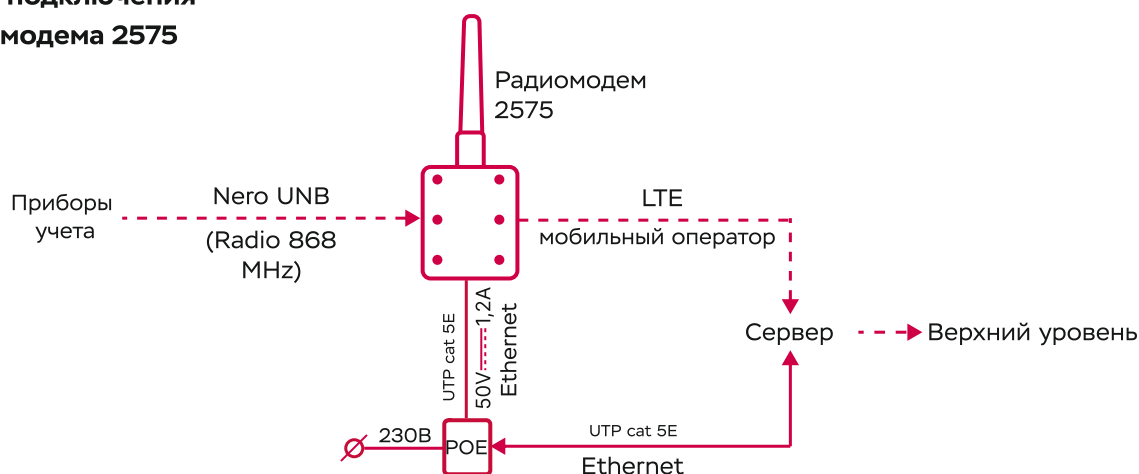 подключения
модема 2575
Радиомодем
2575
Приборы
учета
Nero UNB
(Radio 868
MHz)
LTE
мобильный оператор
UTP cat 5E
50V 1,2A
Ethernet
Сервер
Верхний уровень
230В
POE
UTP cat 5E
Ethernet